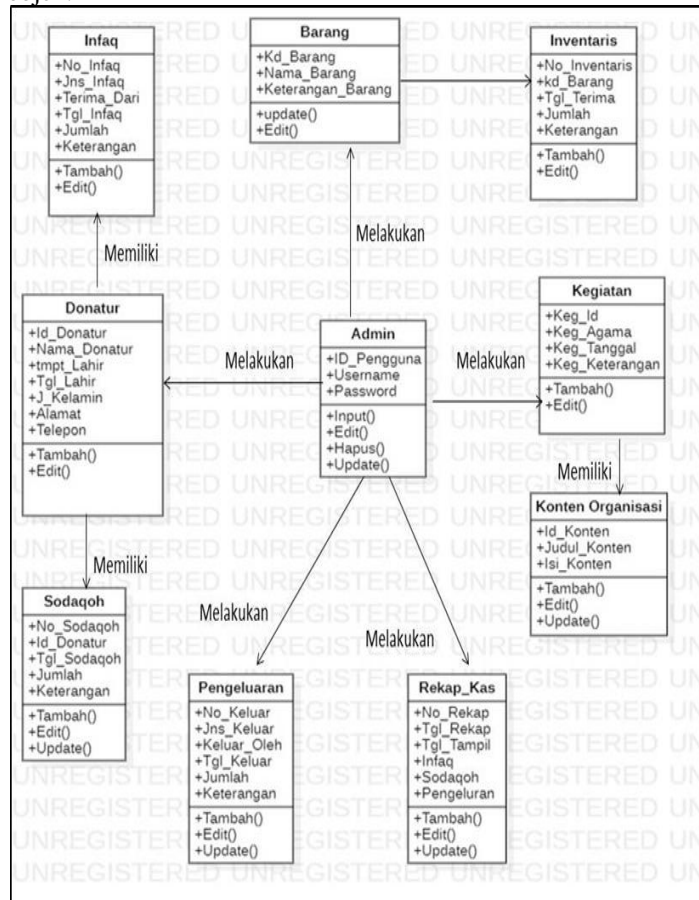 Infaq
+No_Infaq
+Jns_Infaq
+Terima_Dari
+Tgl_Infaq
+Jumlah
+Keterangan
+Tambah()
+Edit()
Barang
+Kd_Barang
+Nama_Barang
+Keterangan_Barang
+update()
+Edit()
Inventaris
+No_Inventaris
+kd_Barang
+Tgl_Terima
+Jumlah
+Keterangan
+Tambah()
+Edit()
Memiliki
Melakukan
Donatur
+Id_Donatur
+Nama_Donatur
+tmpt_Lahir
+Tgl_Lahir
+J_Kelamin
+Alamat
+Telepon
+Tambah()
+Edit()
Melakukan
Admin
+ID_Pengguna
+Username
+Password
+Input()
+Edit()
+Hapus()
+Update()
Melakukan
Kegiatan
+Keg_Id
+Keg_Agama
+Keg_Tanggal
+Keg_Keterangan
+Tambah()
+Edit()
Memiliki
Konten Organisasi
+Id_Konten
+Judul_Konten
+Isi_Konten
+Tambah()
+Edit()
+Update()
Memiliki
Sodaqoh
+No_Sodaqoh
+Id_Donatur
+Tgl_Sodaqoh
+Jumlah
+Keterangan
+Tambah()
+Edit()
+Update()
Melakukan
Melakukan
Pengeluaran
+No_Keluar
+Jns_Keluar
+Keluar_Oleh
+Tgl_Keluar
+Jumlah
+Keterangan
+Tambah()
+Edit()
+Update()
Rekap_Kas
+No_Rekap
+Tgl_Rekap
+Tgl_Tampil
+Infaq
+Sodaqoh
+Pengeluran
+Tambah()
+Edit()
+Update()
UNREGISTERED